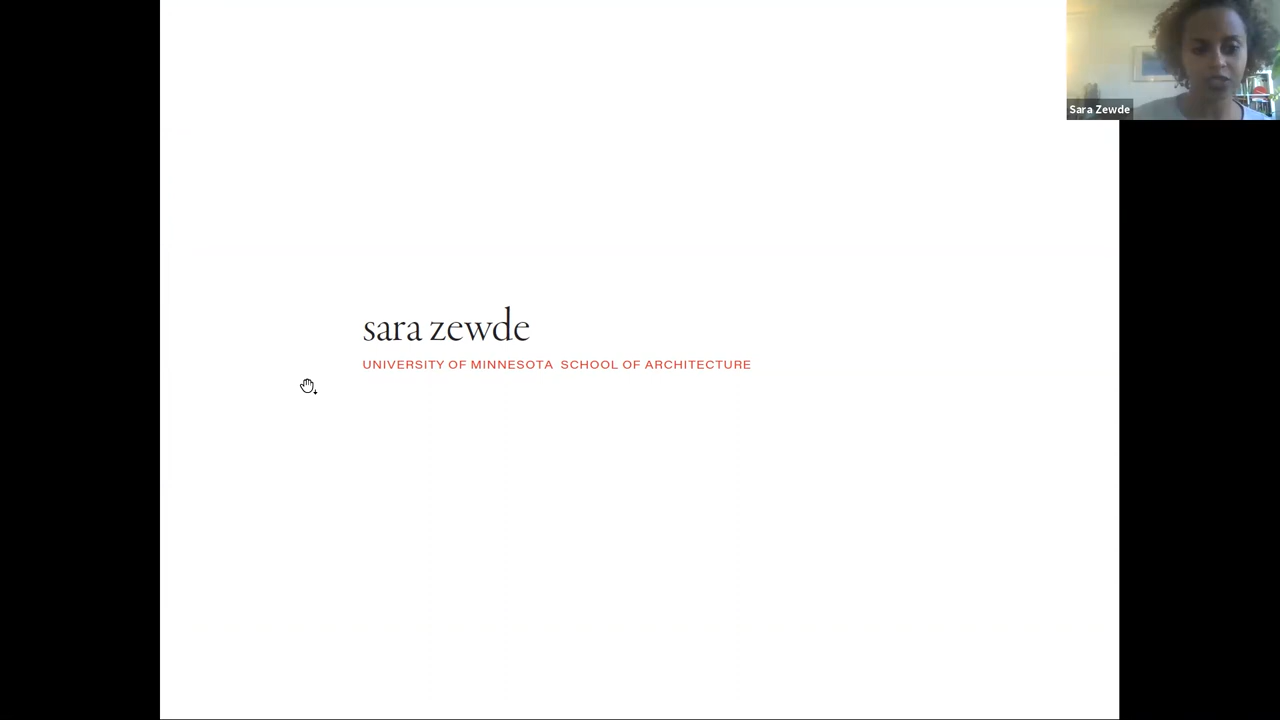 Sara Zewde
sara zewde
UNIVERSITY OF MINNESOTA SCHOOL OF ARCHITECTURE